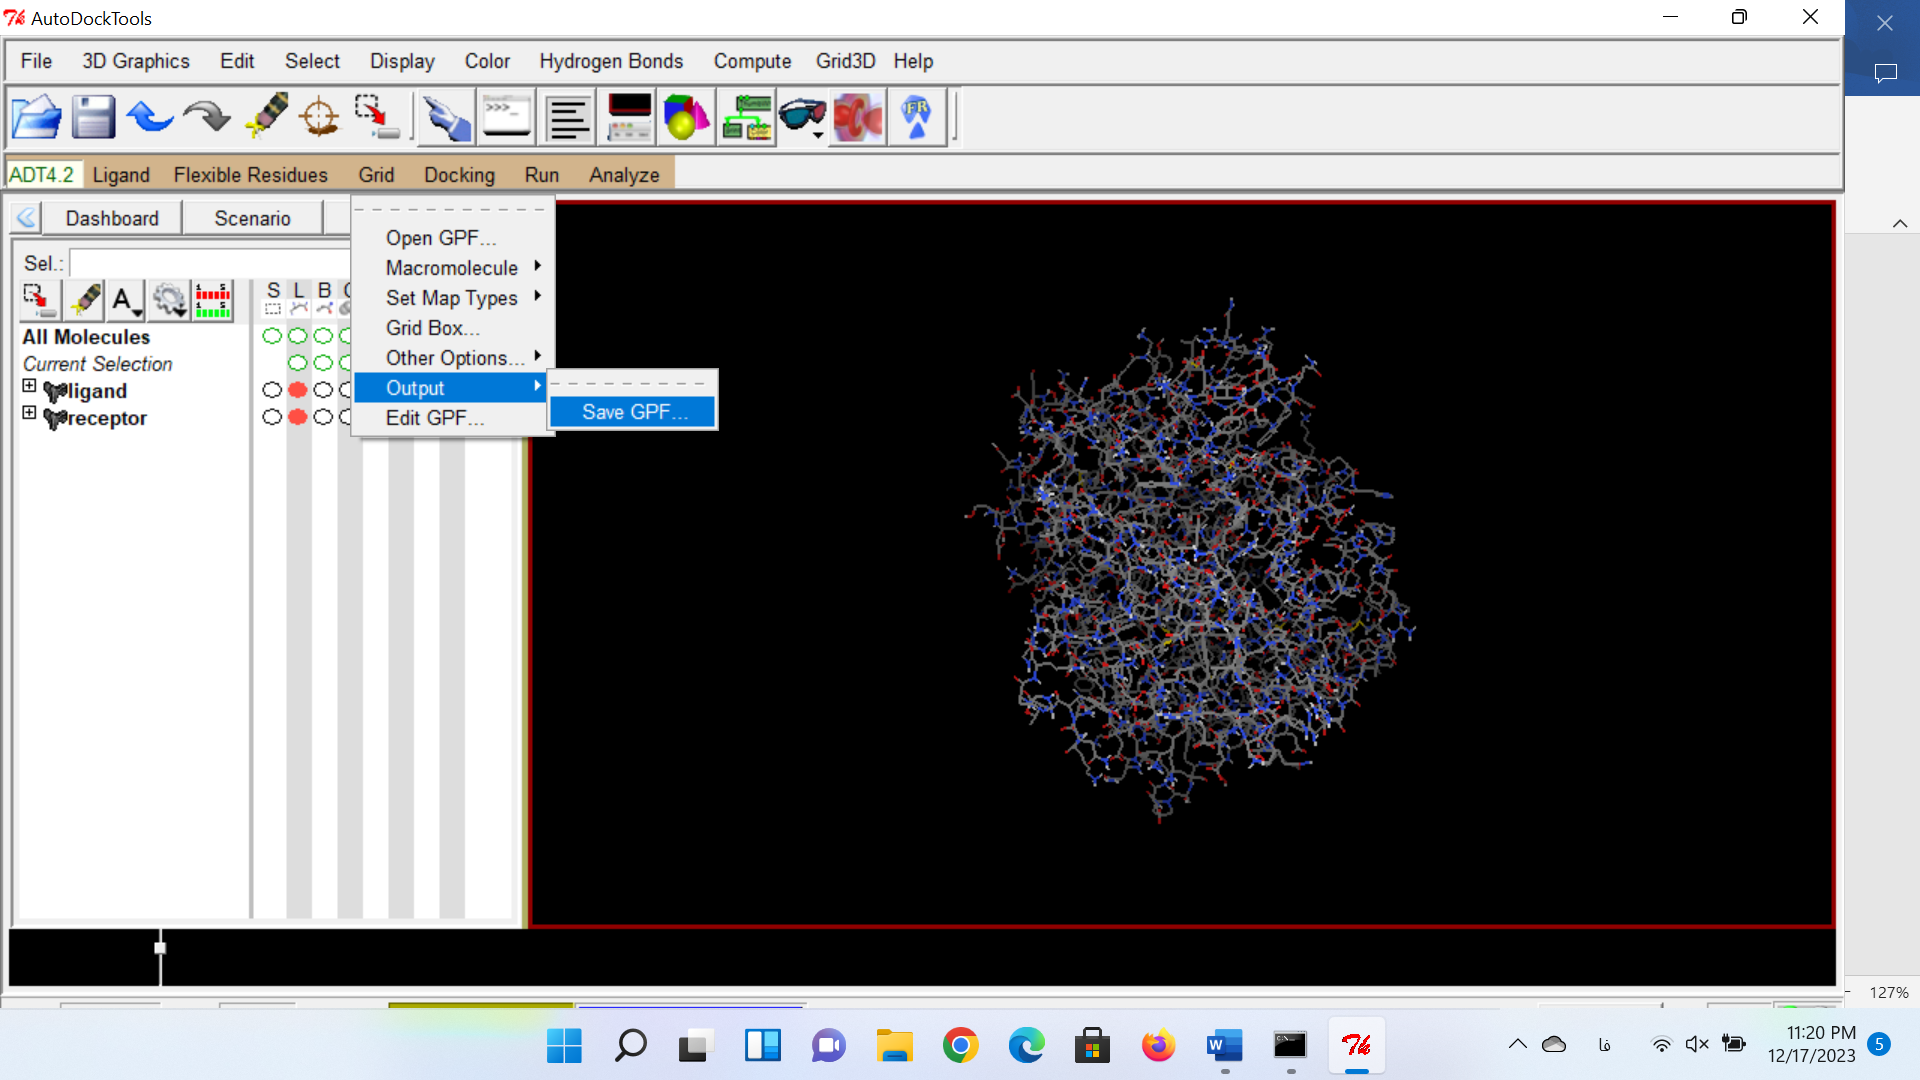 AutoDockTools
File 3D Graphics Edit Select Display Color Hydrogen Bonds Compute Grid3D Help
>>>_
FR
ADT4.2 Ligand Flexible Residues Grid Docking Run Analyze
Dashboard Scenario
Open GPF...
Macromolecule
Set Map Types
Grid Box...
Other Options...
Output
Save GPF...
Edit GPF...
Sel.:
A
S L B C
All Molecules
Current Selection
ligand
receptor
127%
W
فا
11:20 PM
12/17/2023
5